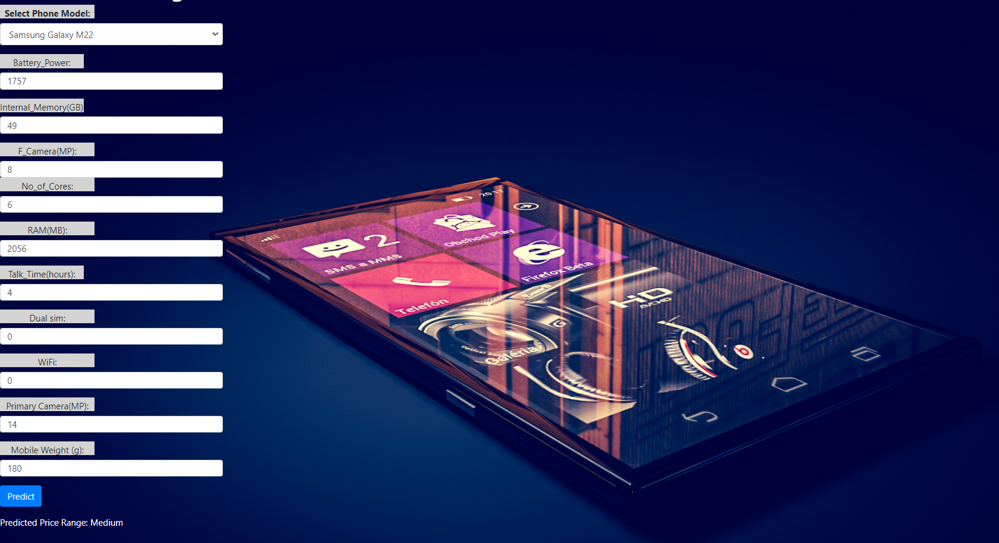 Select Phone Model:
Samsung Galaxy M22
Battery_Power:
1757
Internal_Memory(GB)
49
F_Camera(MP):
8
No_of_Cores:
6
RAM(MB):
2056
Talk_Time(hours):
4
Dual sim:
0
WiFi:
0
Primary Camera(MP):
14
Mobile Weight (g):
180
Predict
Predicted Price Range: Medium
20:17
2
SMS a MMS
Obchod Play
Telefón
Firefox Beta
Galéria
G
HD
AVCHD
b